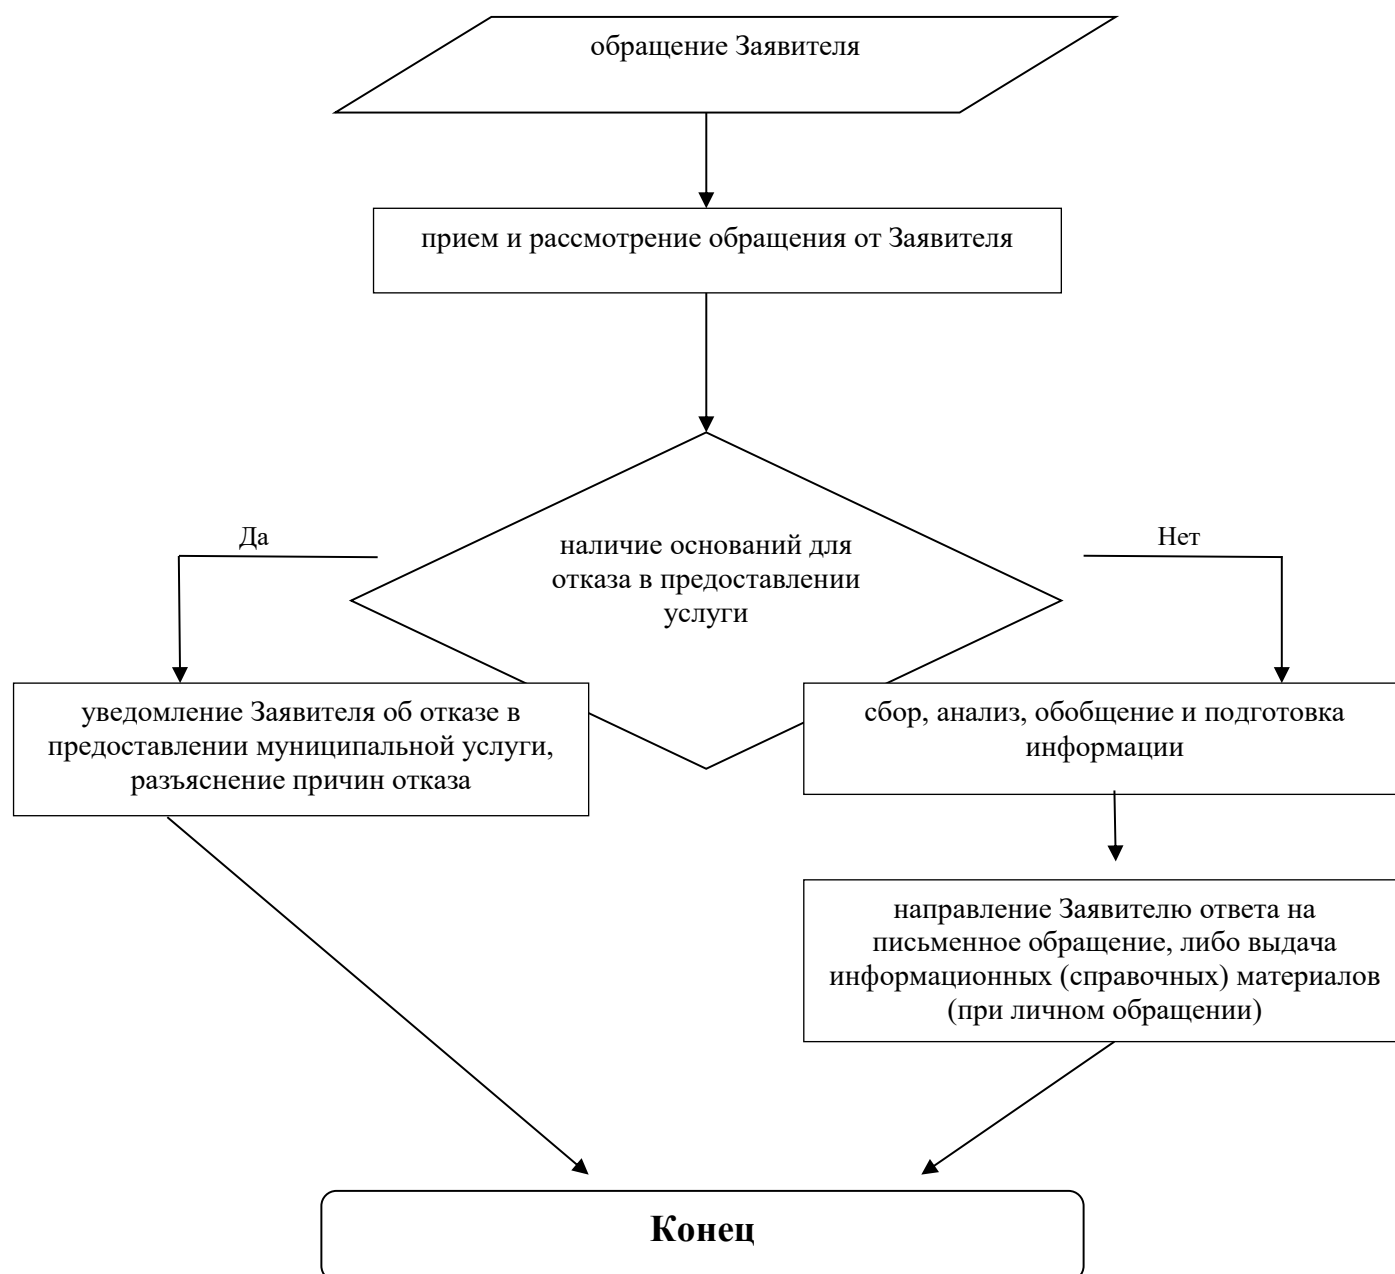 обращение Заявителя
прием и рассмотрение обращения от Заявителя
Да
Нет
наличие оснований для
отказа в предоставлении
услуги
уведомление Заявителя об отказе в
предоставлении муниципальной услуги,
разъяснение причин отказа
сбор, анализ, обобщение и подготовка
информации
направление Заявителю ответа на
письменное обращение, либо выдача
информационных (справочных) материалов
(при личном обращении)
Конец